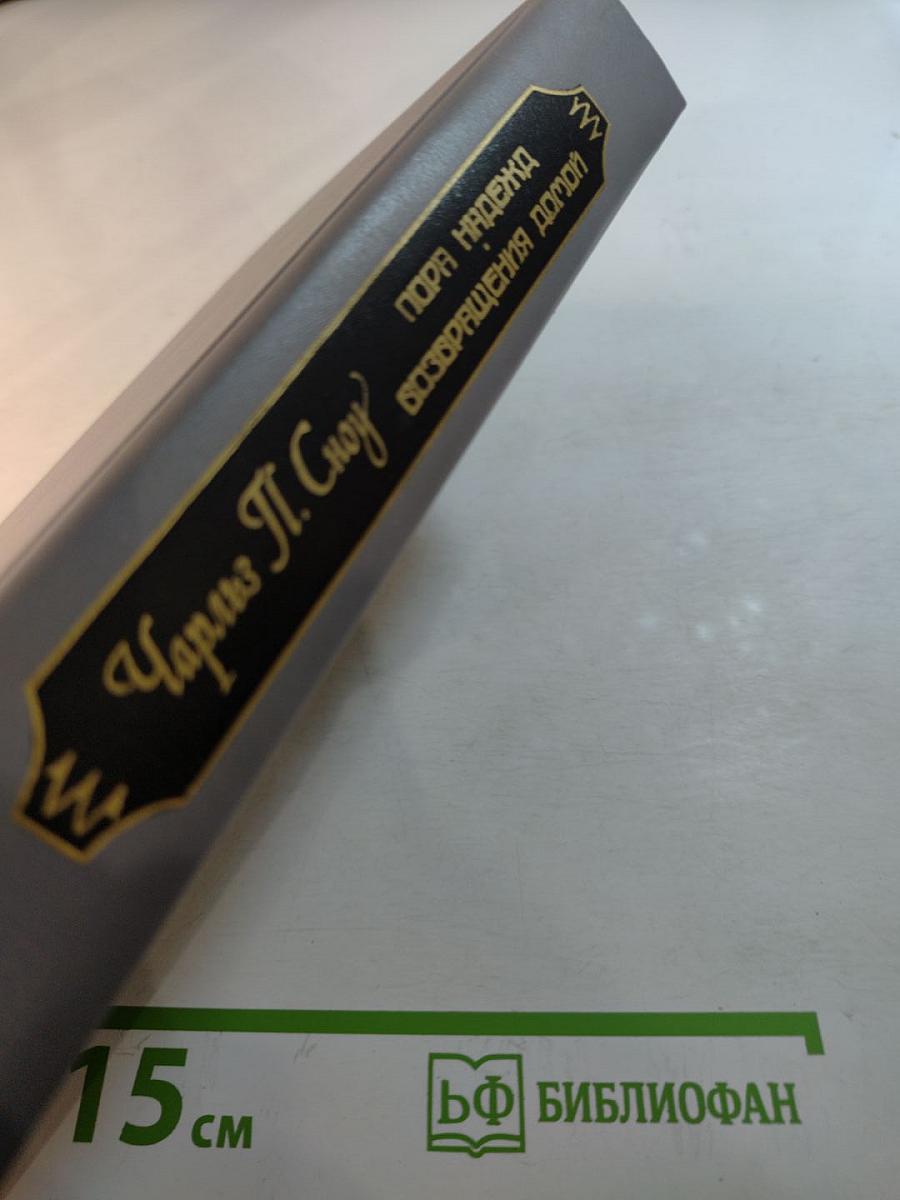 Чарльз П. Сноу
ПОРА НАДЕЖД
ВОЗВРАЩЕНИЯ ДОМОЙ
15 см
ЬФ
БИБЛИОФАН